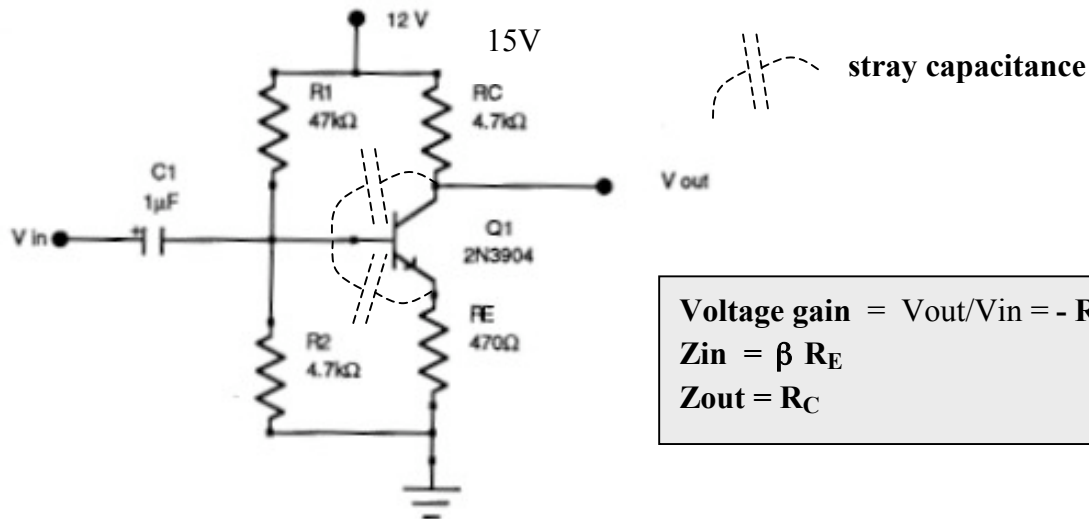 12 V
15V
stray capacitance
R1
47kΩ
RC
4.7kΩ
C1
1µF
V out
V in
+
Q1
2N3904
RE
470Ω
R2
4.7kΩ
Voltage gain = Vout/Vin = - R
Zin = β RE
Zout = RC